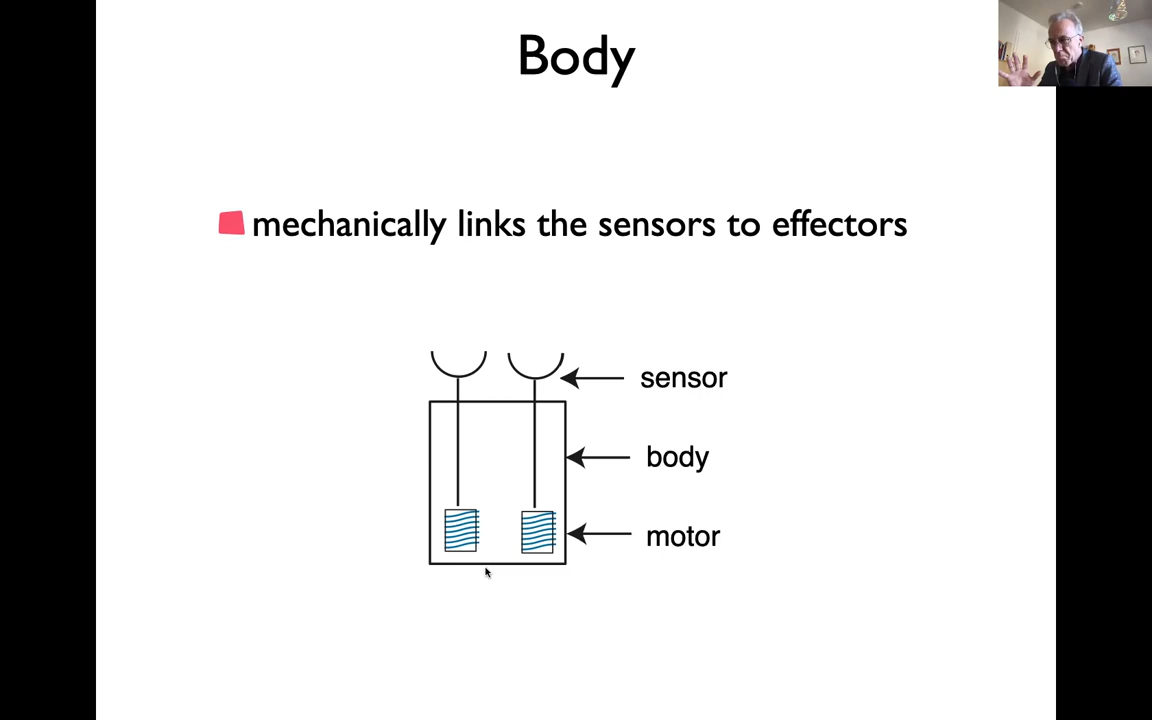 Body
mechanically links the sensors to effectors
sensor
body
motor